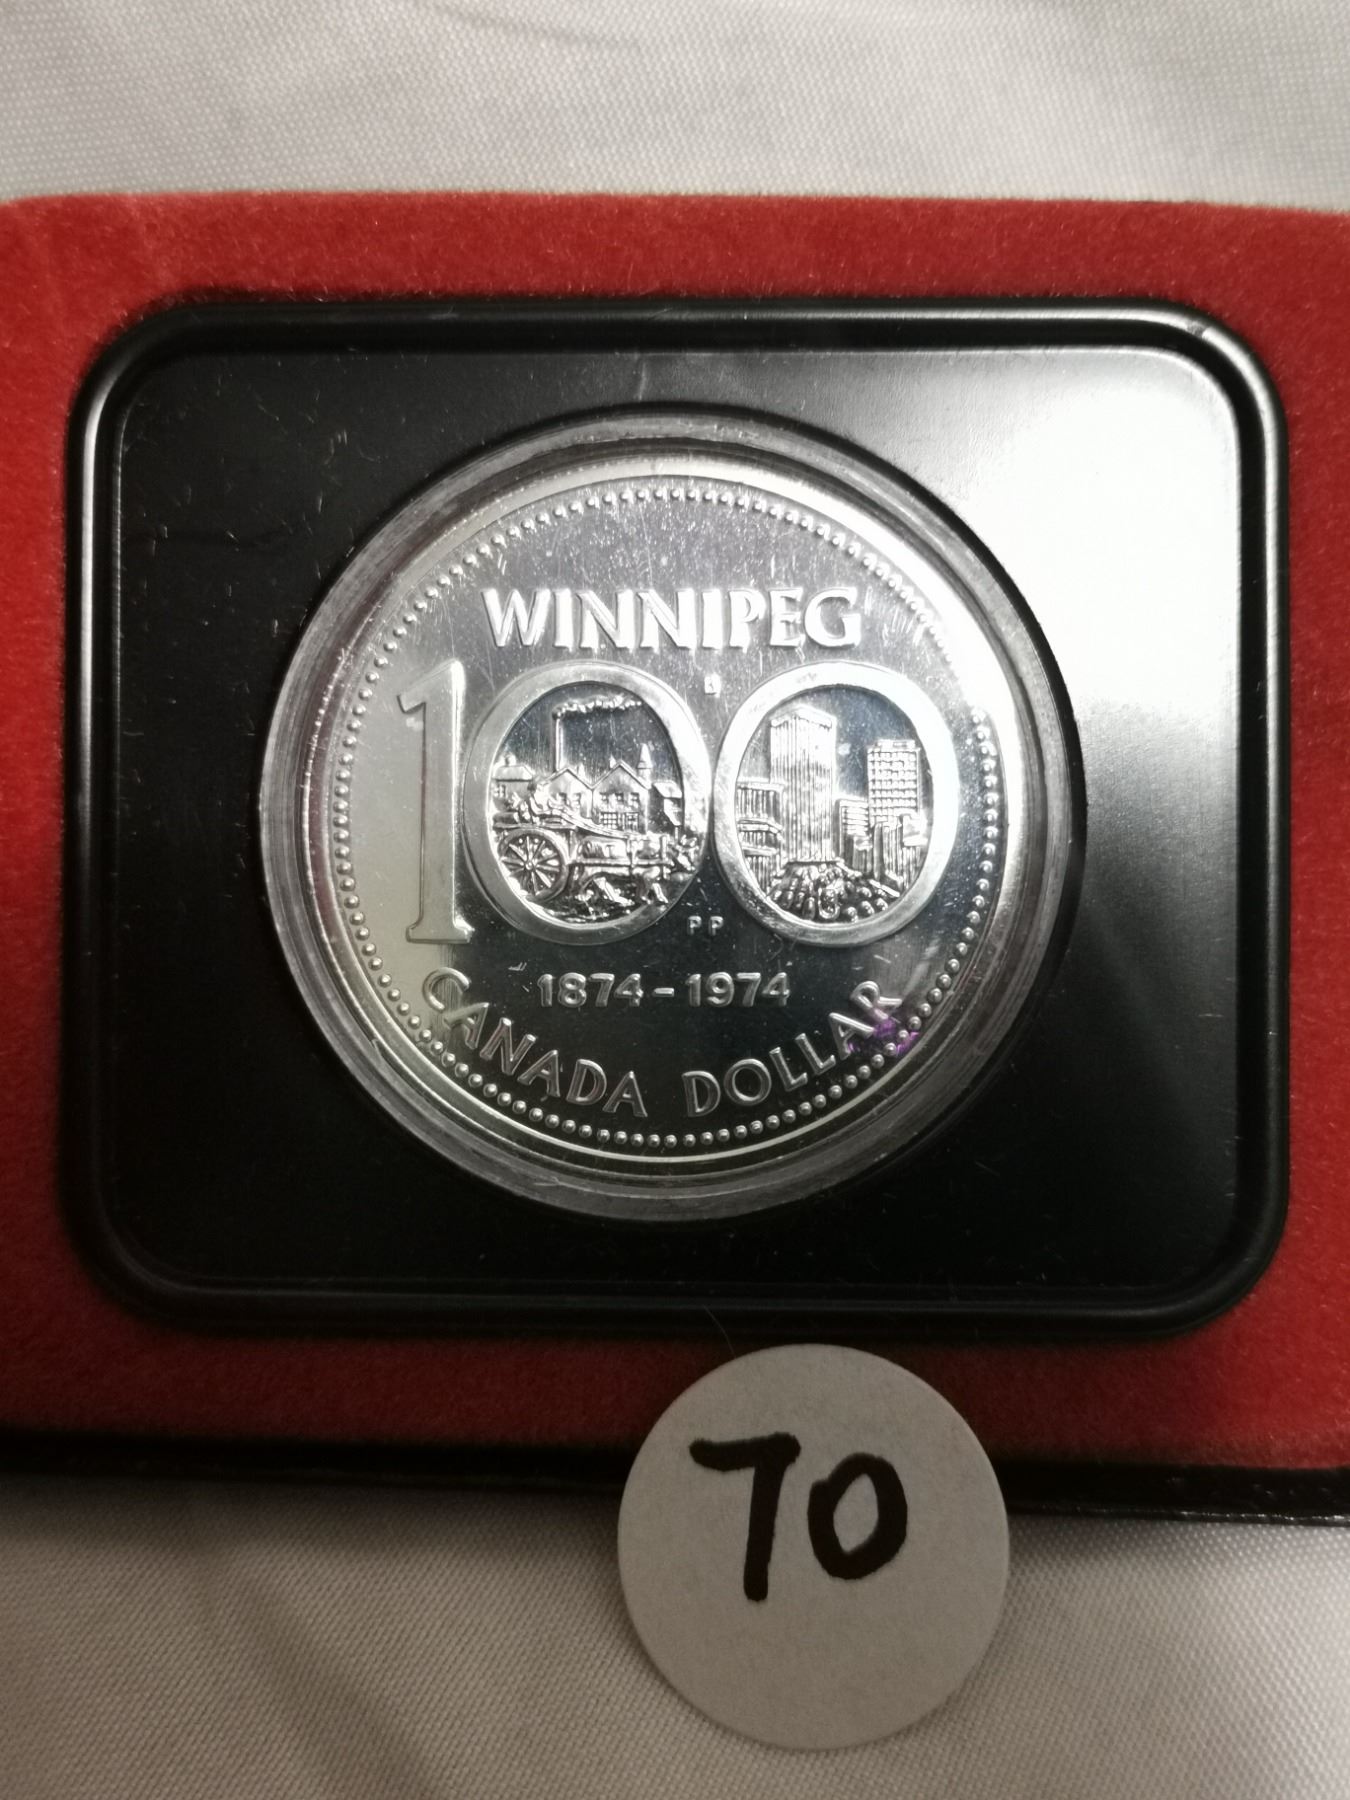 WINNIPEG
100
PP
1874-1974
CANADA DOLLAR
70